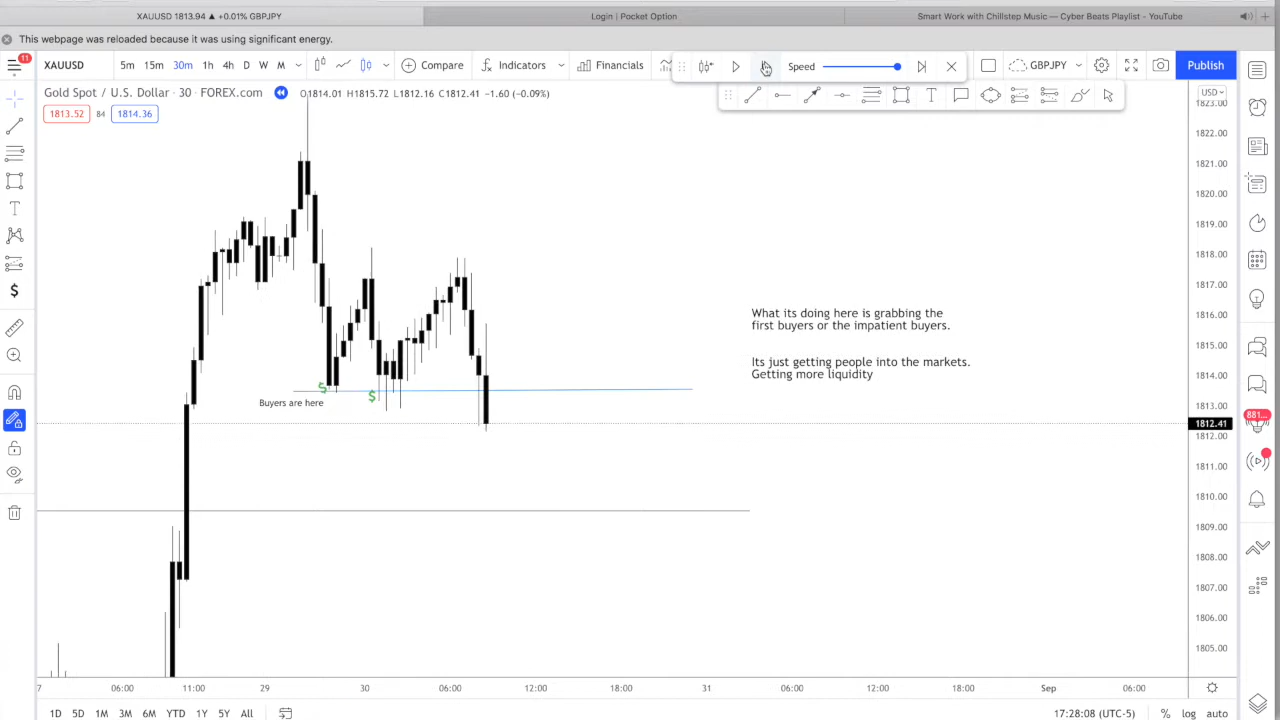 XAUUSD 1813.94 ▲ +0.01% GBPJPY
Login | Pocket Option
Smart Work with Chillstep Music — Cyber Beats Playlist - YouTube
This webpage was reloaded because it was using significant energy.
11
XAUUSD
5m 15m 30m 1h 4h D W M
Compare
Indicators
Financials
Speed
GBPJPY
Publish
Gold Spot / U.S. Dollar · 30 · FOREX.com
O1814.01 H1815.72 L1812.16 C1812.41 -1.60 (-0.09%)
1813.52 84 1814.36
USD
1823.00
1822.00
1821.00
1820.00
1819.00
1818.00
1817.00
1816.00
1815.00
1814.00
1813.00
1812.41
1812.00
1811.00
1810.00
1809.00
1808.00
1807.00
1806.00
1805.00
What its doing here is grabbing the
first buyers or the impatient buyers.
Its just getting people into the markets.
Getting more liquidity
$
$
Buyers are here
881...
7 06:00 11:00 29 30 06:00 12:00 18:00 31 06:00 12:00 18:00 Sep 06:00
1D 5D 1M 3M 6M YTD 1Y 5Y All
17:28:08 (UTC-5)
% log auto